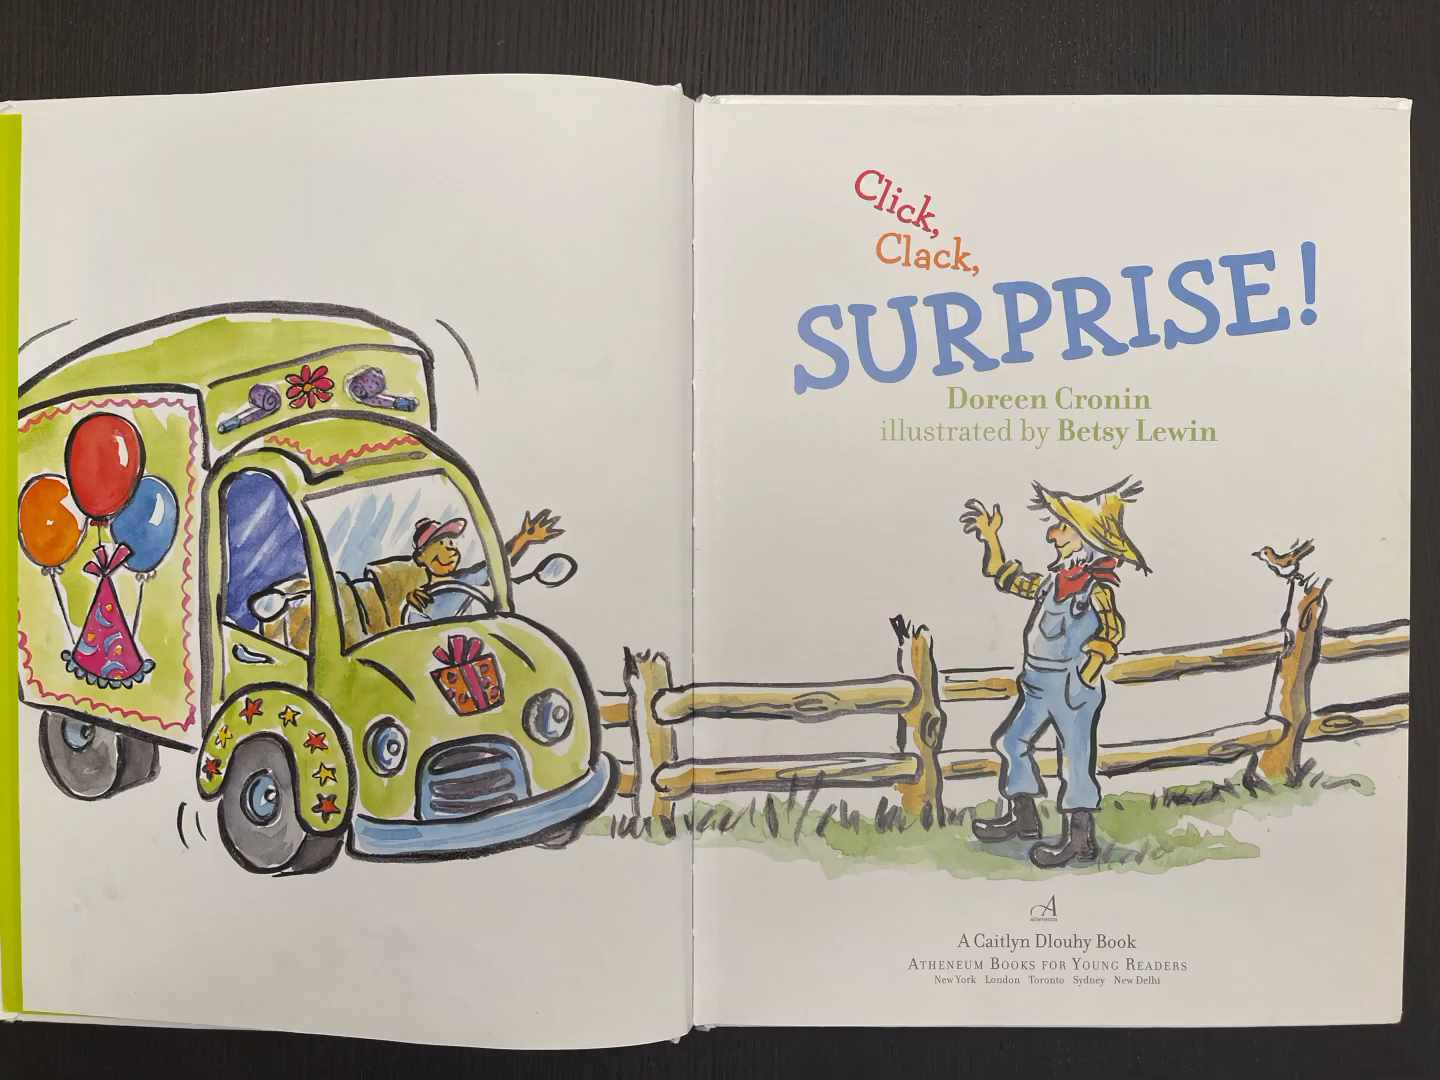 Click,
Clack,
SURPRISE!
Doreen Cronin
illustrated by Betsy Lewin
A
atheneum
A Caitlyn Dlouhy Book
ATHENEUM BOOKS FOR YOUNG READERS
New York London Toronto Sydney New Delhi